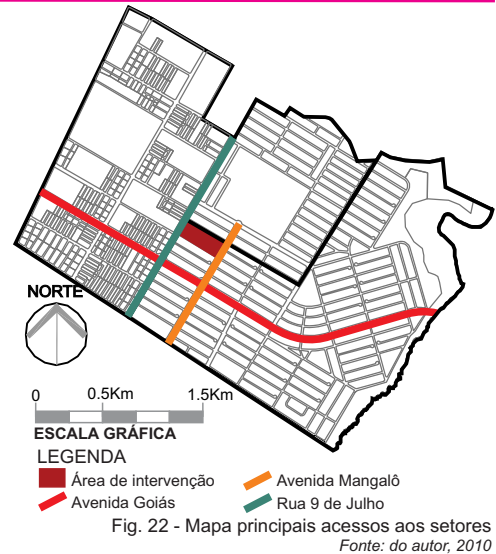 NORTE
0 0.5Km 1.5Km
ESCALA GRÁFICA
LEGENDA
Área de intervenção
Avenida Mangalô
Avenida Goiás
Rua 9 de Julho
Fig. 22 - Mapa principais acessos aos setores
Fonte: do autor, 2010